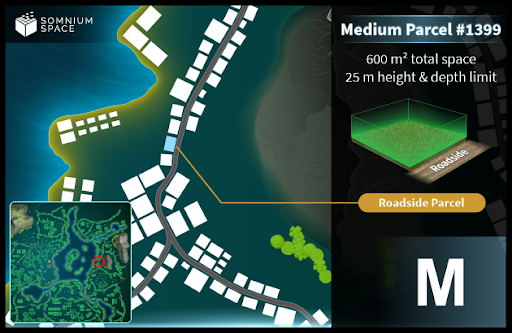 SOMNIUM
SPACE
Medium Parcel #1399
600 m² total space
25 m height & depth limit
Roadside
Roadside Parcel
M